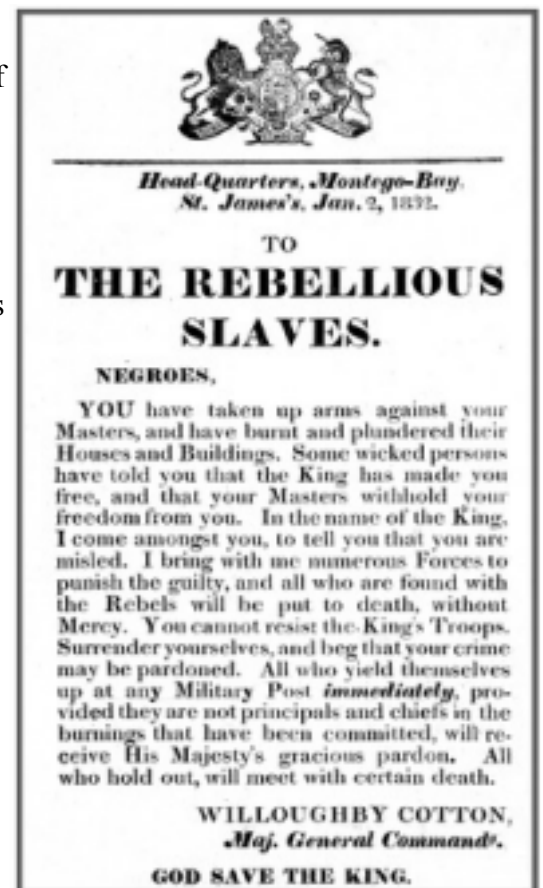 f
s
Head-Quarters, Montego-Bay,
St. James's, Jan. 2, 1832.
TO
THE REBELLIOUS
SLAVES.
NEGROES,
YOU have taken up arms against your
Masters, and have burnt and plundered their
Houses and Buildings. Some wicked persons
have told you that the King has made you
free, and that your Masters withhold your
freedom from you. In the name of the King,
I come amongst you, to tell you that you are
misled. I bring with me numerous Forces to
punish the guilty, and all who are found with
the Rebels will be put to death, without
Mercy. You cannot resist the King's Troops.
Surrender yourselves, and beg that your crime
may be pardoned. All who yield themselves
up at any Military Post immediately, pro-
vided they are not principals and chiefs in the
burnings that have been committed, will re-
ceive His Majesty's gracious pardon. All
who hold out, will meet with certain death.
WILLOUGHBY COTTON,
Maj. General Commandg.
GOD SAVE THE KING.